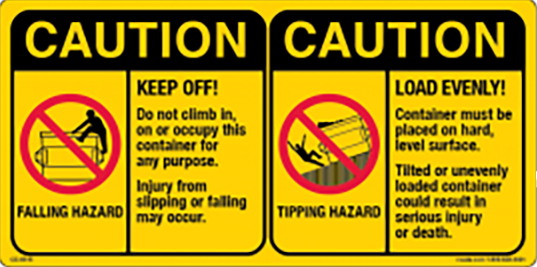 CAUTION
KEEP OFF!
Do not climb in,
on or occupy this
container for
any purpose.
Injury from
slipping or falling
may occur.
FALLING HAZARD
CAUTION
LOAD EVENLY!
Container must be
placed on hard,
level surface.
Tilted or unevenly
loaded container
could result in
serious injury
or death.
TIPPING HAZARD